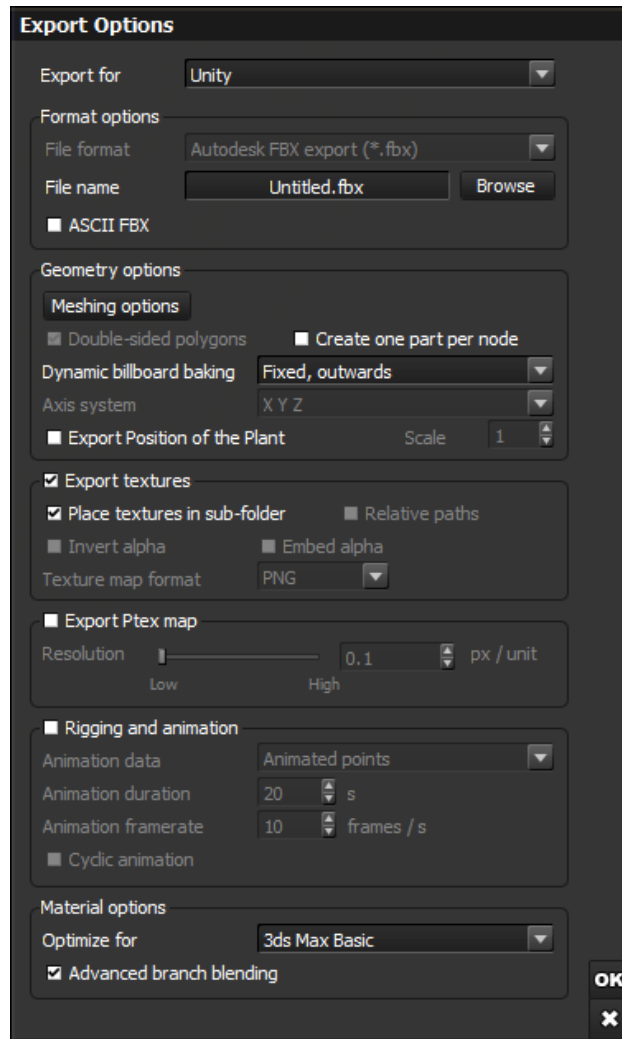 Export Options
Export for Unity
Format options
File format Autodesk FBX export (*.fbx)
File name Untitled.fbx Browse
ASCII FBX
Geometry options
Meshing options
Double-sided polygons Create one part per node
Dynamic billboard baking Fixed, outwards
Axis system X Y Z
Export Position of the Plant Scale 1
Export textures
Place textures in sub-folder Relative paths
Invert alpha Embed alpha
Texture map format PNG
Export Ptex map
Resolution 0.1 px / unit
Low High
Rigging and animation
Animation data Animated points
Animation duration 20 s
Animation framerate 10 frames / s
Cyclic animation
Material options
Optimize for 3ds Max Basic
Advanced branch blending
OK